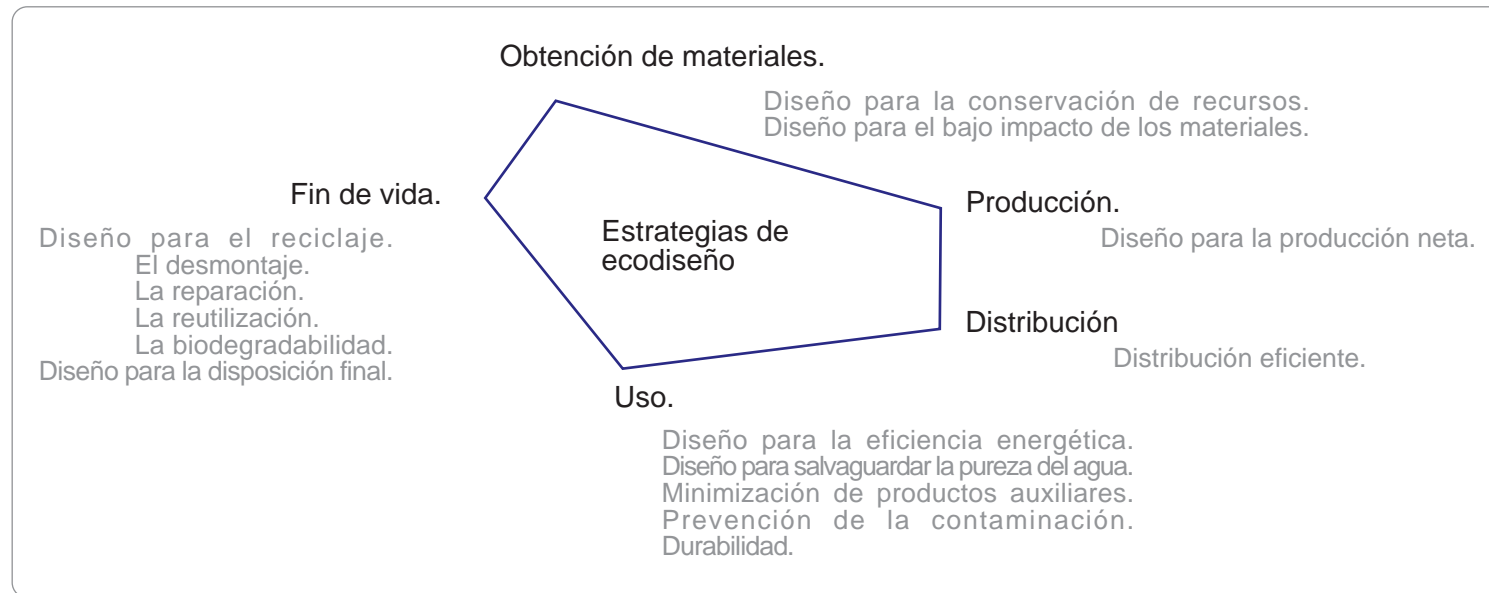 Obtención de materiales.
Diseño para la conservación de recursos.
Diseño para el bajo impacto de los materiales.
Producción.
Diseño para la producción neta.
Distribución
Distribución eficiente.
Uso.
Diseño para la eficiencia energética.
Diseño para salvaguardar la pureza del agua.
Minimización de productos auxiliares.
Prevención de la contaminación.
Durabilidad.
Fin de vida.
Diseño para el reciclaje.
El desmontaje.
La reparación.
La reutilización.
La biodegradabilidad.
Diseño para la disposición final.
Estrategias de
ecodiseño